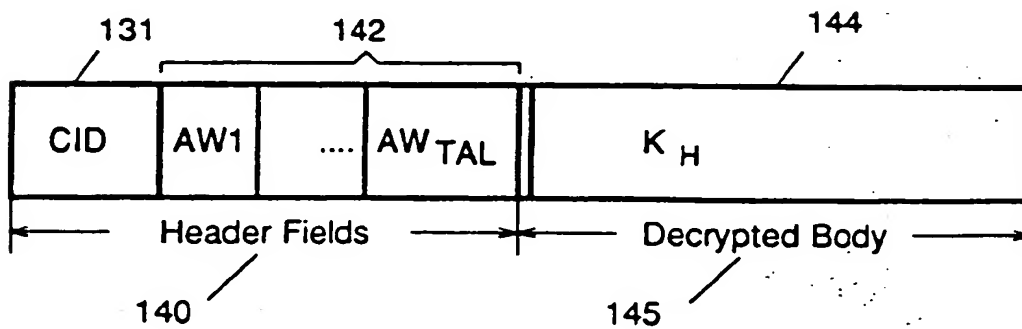 131 142 144
CID AW1 .... AW TAL K H
Header Fields Decrypted Body
140 145